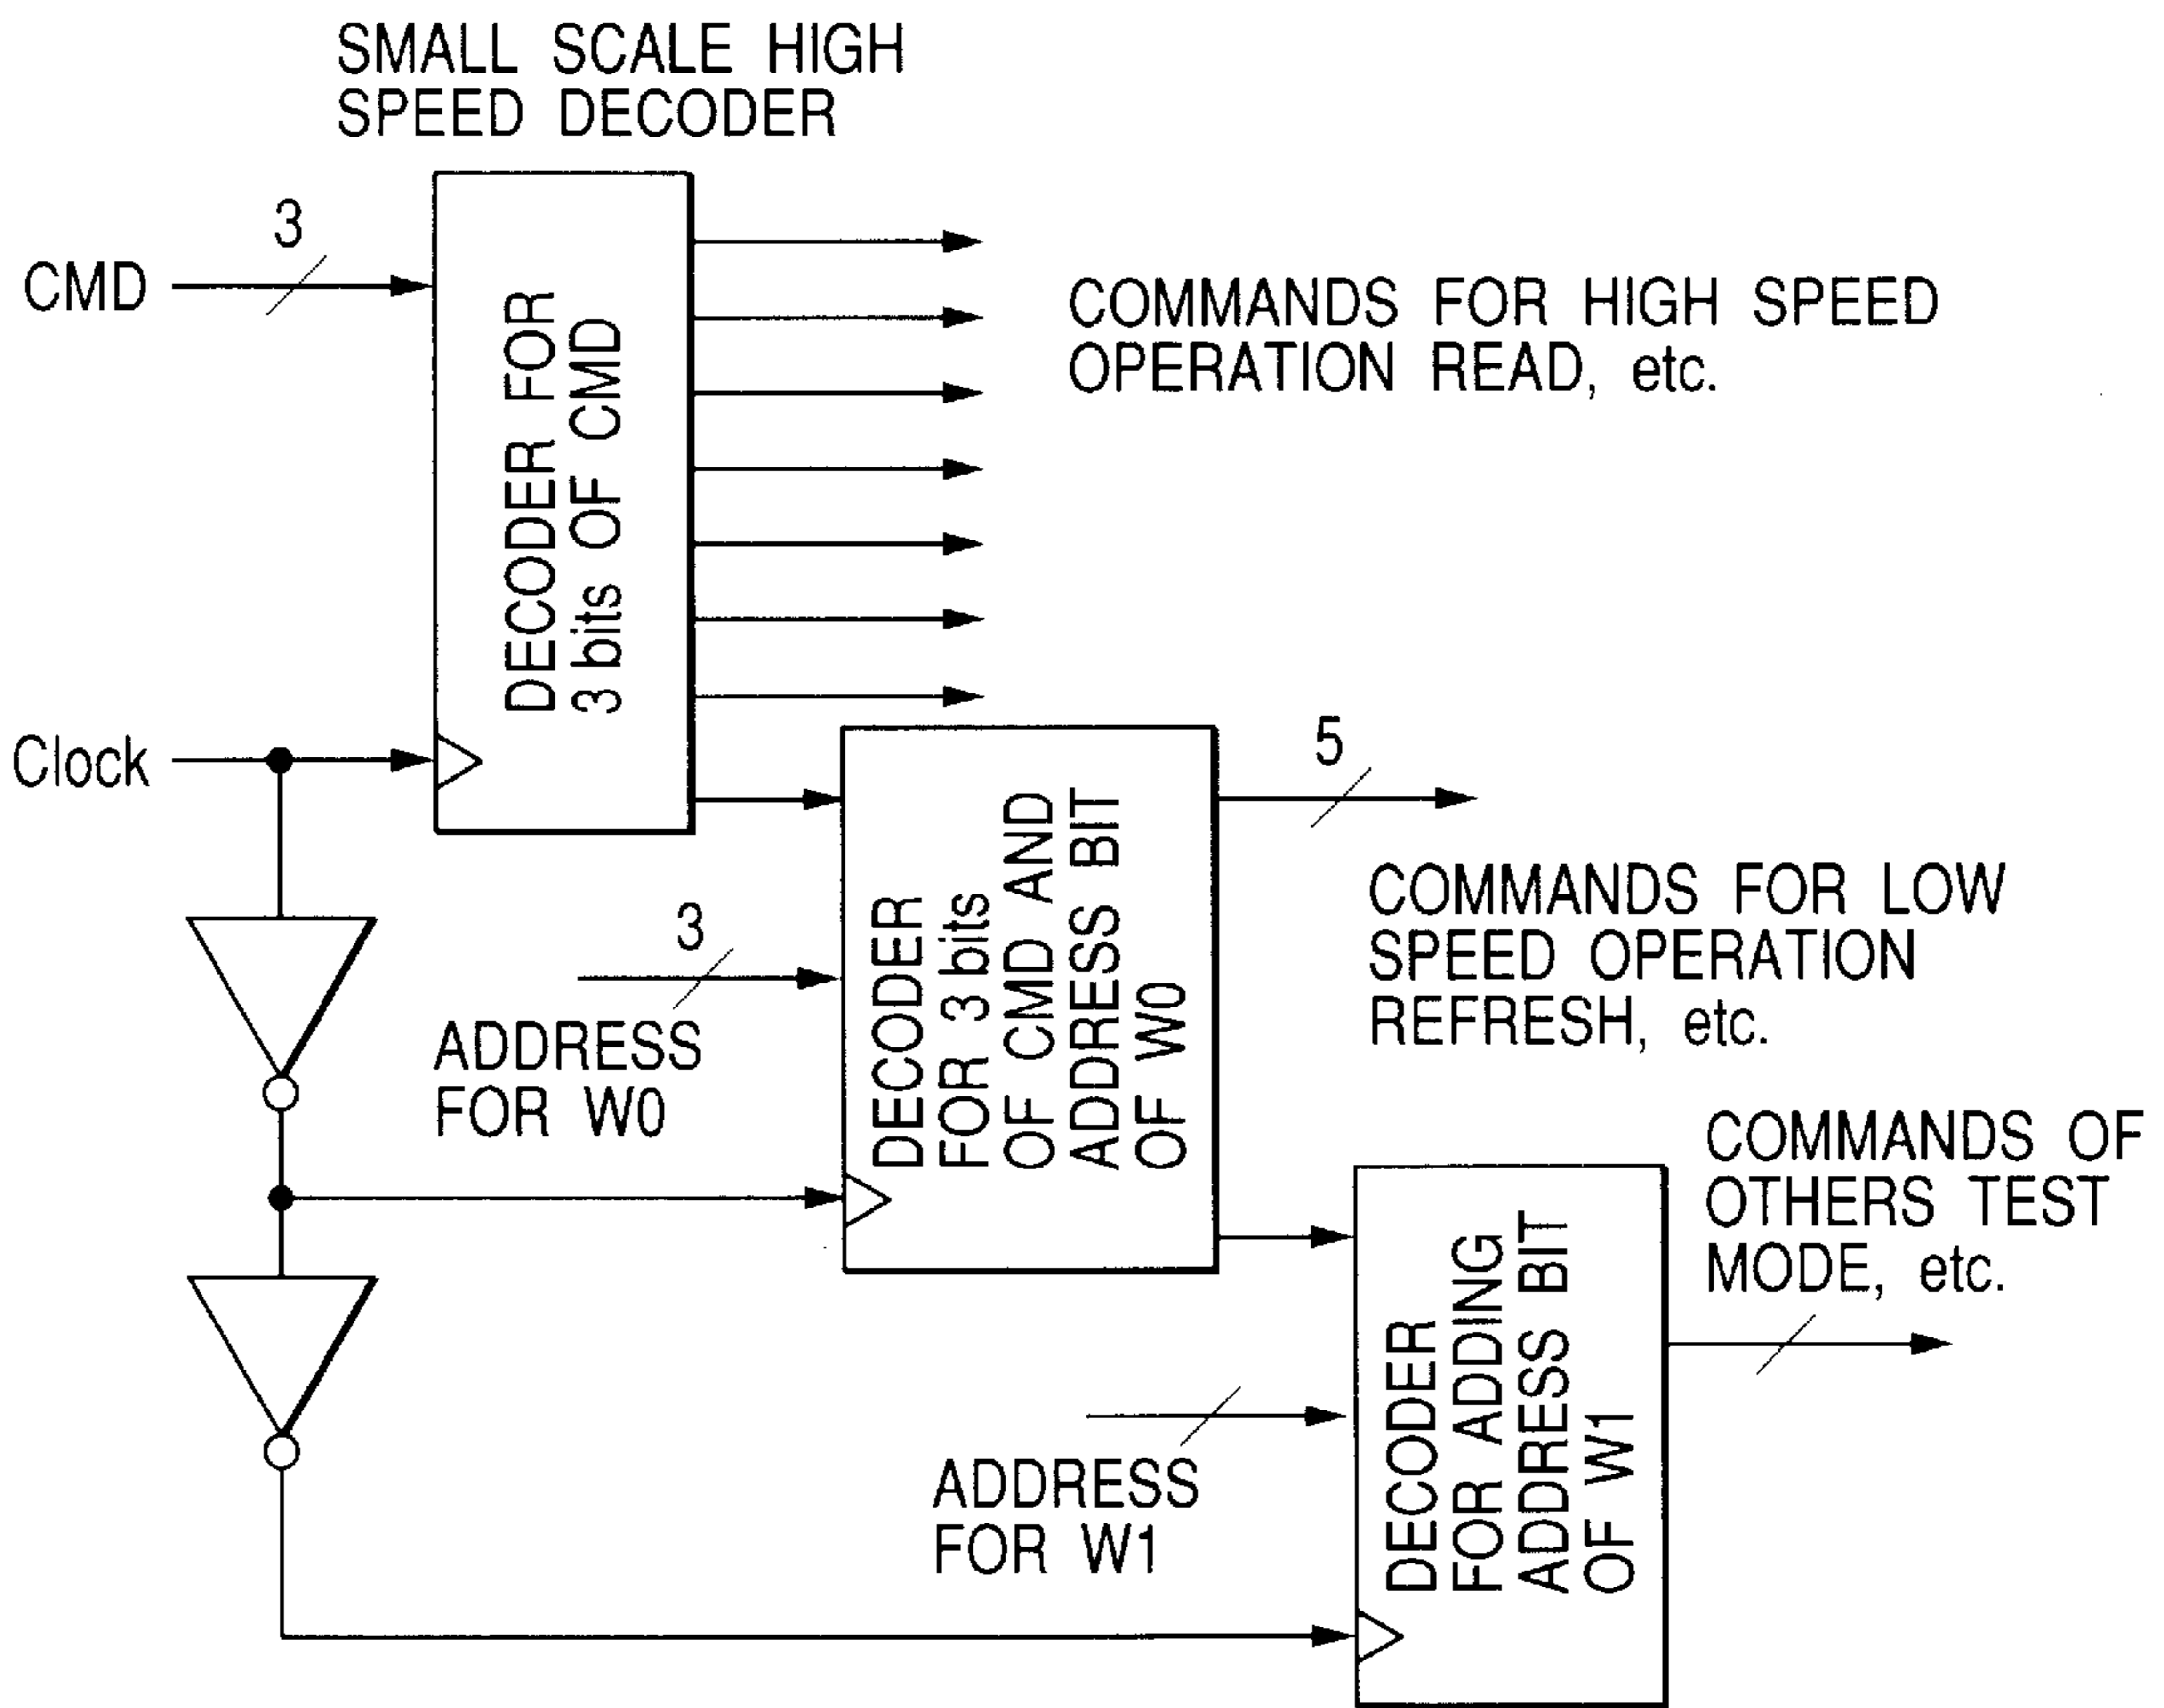 SMALL SCALE HIGH
SPEED DECODER
3
CMD
DECODER FOR
3 bits OF CMD
COMMANDS FOR HIGH SPEED
OPERATION READ, etc.
Clock
5
DECODER
FOR 3 bits
OF CMD AND
ADDRESS BIT
OF W0
3
ADDRESS
FOR W0
COMMANDS FOR LOW
SPEED OPERATION
REFRESH, etc.
COMMANDS OF
OTHERS TEST
MODE, etc.
DECODER
FOR ADDING
ADDRESS BIT
OF W1
ADDRESS
FOR W1